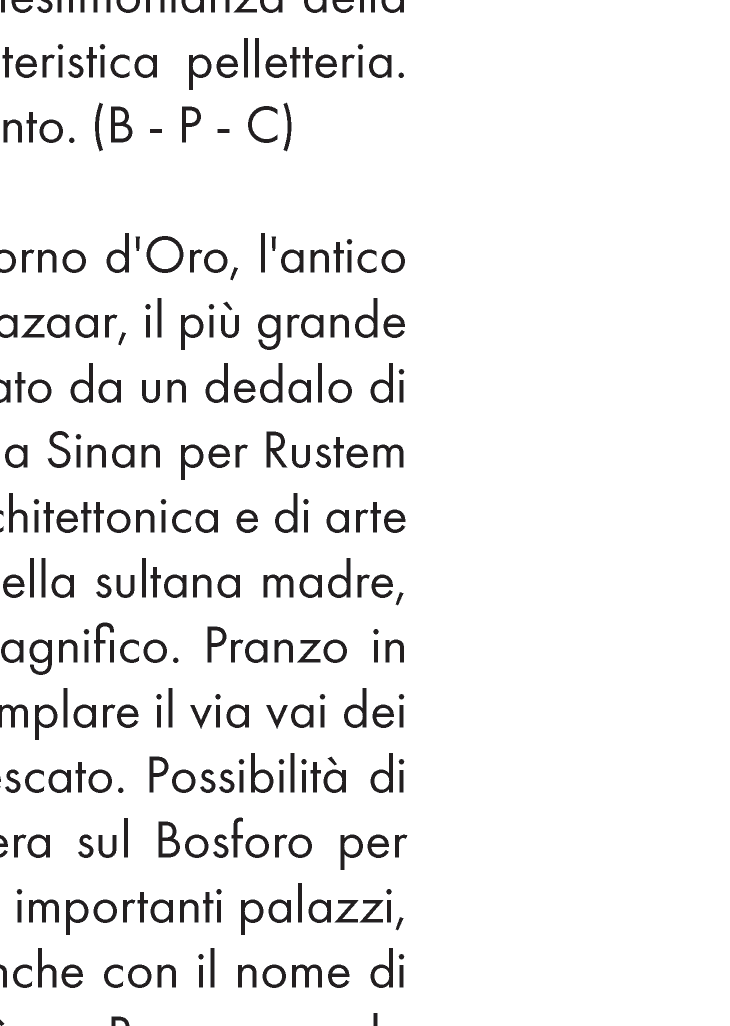 testimonianza della
teristica pelletteria.
nto. (B - P - C)
orno d'Oro, l'antico
azaar, il più grande
ato da un dedalo di
a Sinan per Rustem
chitettonica e di arte
ella sultana madre,
agnifico. Pranzo in
mplare il via vai dei
escato. Possibilità di
era sul Bosforo per
importanti palazzi,
nche con il nome di